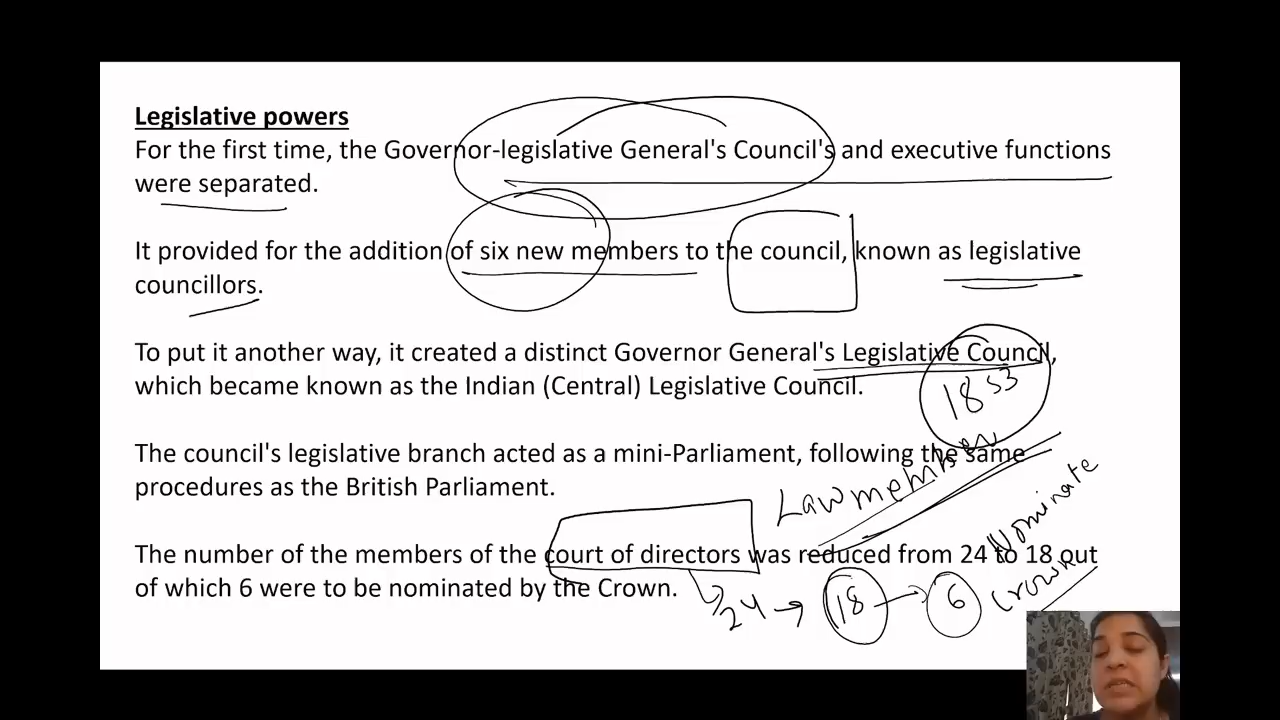 Legislative powers
For the first time, the Governor-legislative General's Council's and executive functions
were separated.
It provided for the addition of six new members to the council, known as legislative
councillors.
To put it another way, it created a distinct Governor General's Legislative Council,
which became known as the Indian (Central) Legislative Council.
1853
The council's legislative branch acted as a mini-Parliament, following the same
procedures as the British Parliament.
Law member
The number of the members of the court of directors was reduced from 24 to 18 out
of which 6 were to be nominated by the Crown.
24 → 18 → 6 Crown Nominate